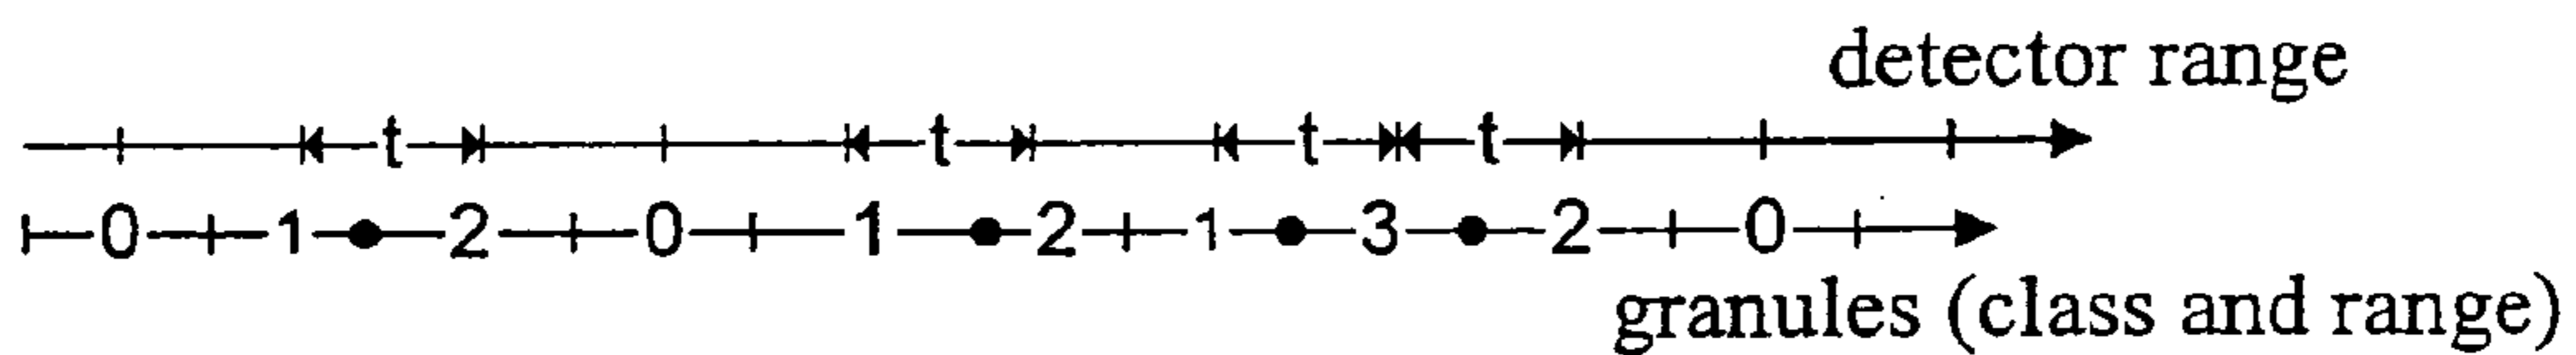 detector range
t t t t
0 1 2 0 1 2 1 3 2 0
granules (class and range)